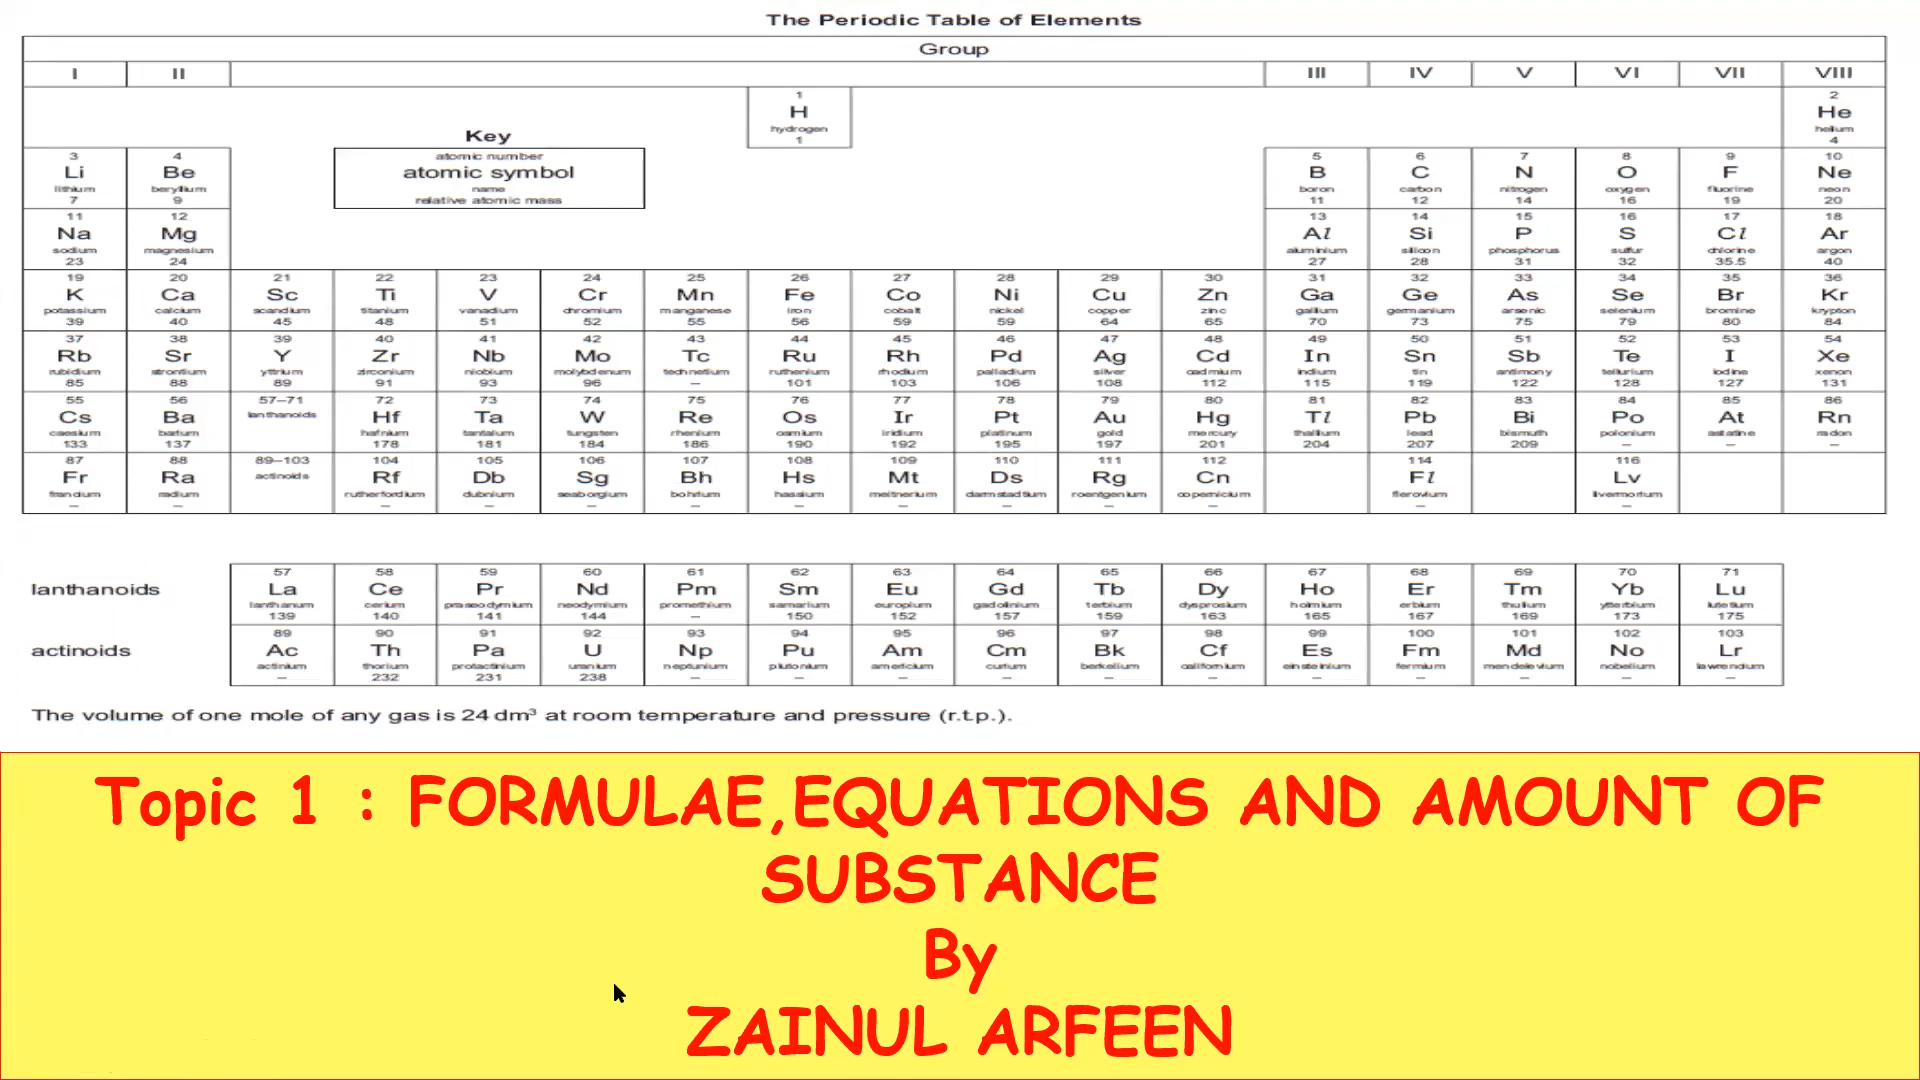 The Periodic Table of Elements
Group
I II III IV V VI VII VIII
1 2
H He
hydrogen helium
1 4
Key
atomic number
atomic symbol
name
relative atomic mass
3 4 5 6 7 8 9 10
Li Be B C N O F Ne
lithium beryllium boron carbon nitrogen oxygen fluorine neon
7 9 11 12 14 16 19 20
11 12 13 14 15 16 17 18
Na Mg Al Si P S Cl Ar
sodium magnesium aluminium silicon phosphorus sulfur chlorine argon
23 24 27 28 31 32 35.5 40
19 20 21 22 23 24 25 26 27 28 29 30 31 32 33 34 35 36
K Ca Sc Ti V Cr Mn Fe Co Ni Cu Zn Ga Ge As Se Br Kr
potassium calcium scandium titanium vanadium chromium manganese iron cobalt nickel copper zinc gallium germanium arsenic selenium bromine krypton
39 40 45 48 51 52 55 56 59 59 64 65 70 73 75 79 80 84
37 38 39 40 41 42 43 44 45 46 47 48 49 50 51 52 53 54
Rb Sr Y Zr Nb Mo Tc Ru Rh Pd Ag Cd In Sn Sb Te I Xe
rubidium strontium yttrium zirconium niobium molybdenum technetium ruthenium rhodium palladium silver cadmium indium tin antimony tellurium iodine xenon
85 88 89 91 93 96 – 101 103 106 108 112 115 119 122 128 127 131
55 56 57–71 72 73 74 75 76 77 78 79 80 81 82 83 84 85 86
Cs Ba lanthanoids Hf Ta W Re Os Ir Pt Au Hg Tl Pb Bi Po At Rn
caesium barium hafnium tantalum tungsten rhenium osmium iridium platinum gold mercury thallium lead bismuth polonium astatine radon
133 137 178 181 184 186 190 192 195 197 201 204 207 209 – – –
87 88 89–103 104 105 106 107 108 109 110 111 112 114 116
Fr Ra actinoids Rf Db Sg Bh Hs Mt Ds Rg Cn Fl Lv
francium radium rutherfordium dubnium seaborgium bohrium hassium meitnerium darmstadtium roentgenium copernicium flerovium livermorium
– – – – – – – – – – – – –
57 58 59 60 61 62 63 64 65 66 67 68 69 70 71
lanthanoids La Ce Pr Nd Pm Sm Eu Gd Tb Dy Ho Er Tm Yb Lu
lanthanum cerium praseodymium neodymium promethium samarium europium gadolinium terbium dysprosium holmium erbium thulium ytterbium lutetium
139 140 141 144 – 150 152 157 159 163 165 167 169 173 175
89 90 91 92 93 94 95 96 97 98 99 100 101 102 103
actinoids Ac Th Pa U Np Pu Am Cm Bk Cf Es Fm Md No Lr
actinium thorium protactinium uranium neptunium plutonium americium curium berkelium californium einsteinium fermium mendelevium nobelium lawrencium
– 232 231 238 – – – – – – – – – – –
The volume of one mole of any gas is 24 dm³ at room temperature and pressure (r.t.p.).
Topic 1 : FORMULAE,EQUATIONS AND AMOUNT OF
SUBSTANCE
By
ZAINUL ARFEEN